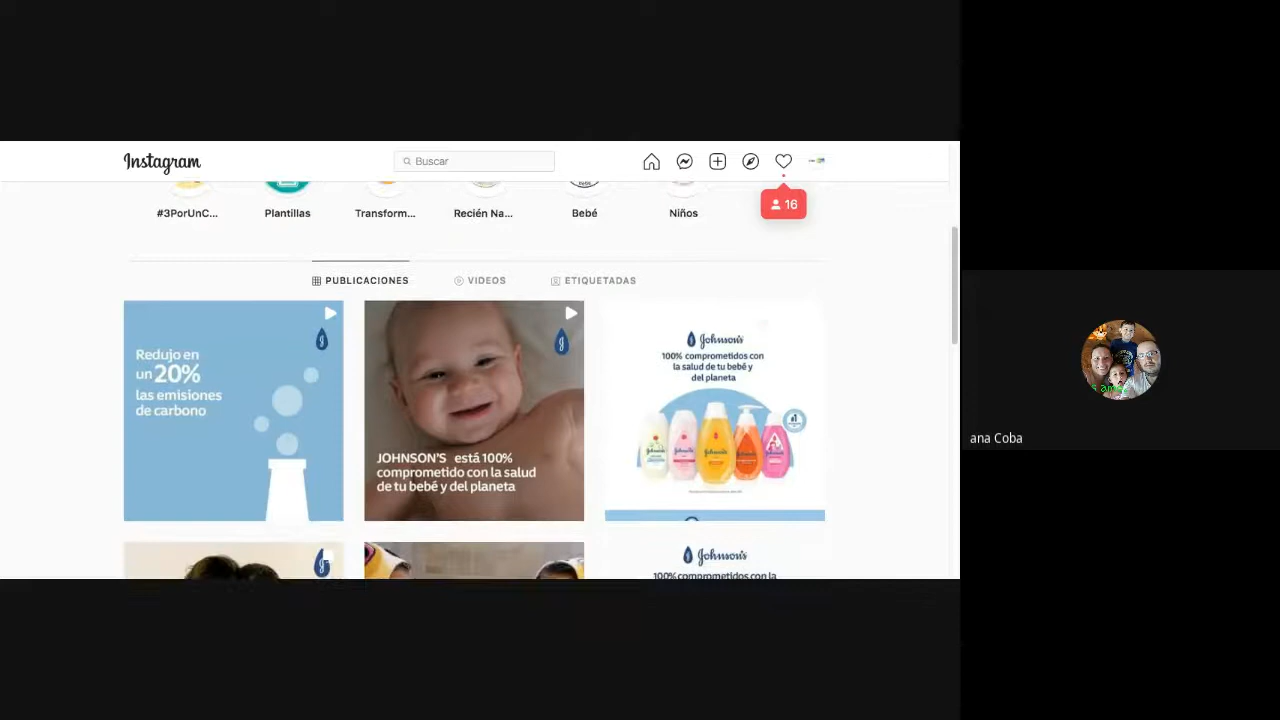 Instagram
Buscar
16
#3PorUnC...
Plantillas
Transform...
Recién Na...
Bebé
Niños
PUBLICACIONES
VIDEOS
ETIQUETADAS
Redujo en
un 20%
las emisiones
de carbono
JOHNSON'S está 100%
comprometido con la salud
de tu bebé y del planeta
Johnson's
100% comprometidos con
la salud de tu bebé y
del planeta
Johnson's
100% comprometidos con la
ana Coba